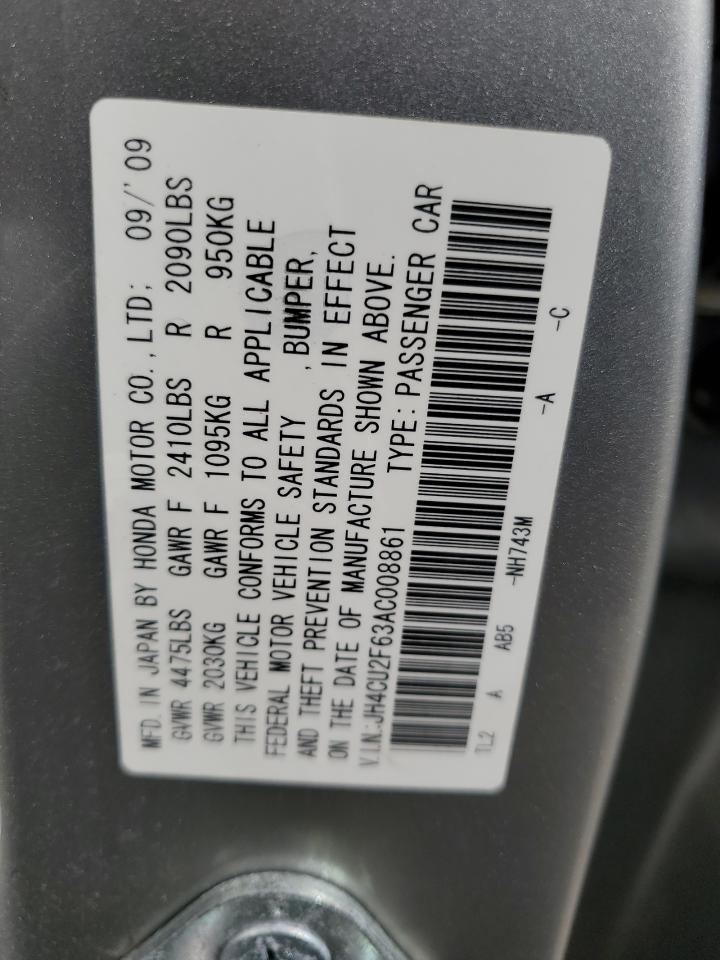 MFD. IN JAPAN BY HONDA MOTOR CO.,LTD; 09/'09
GVWR 4475LBS GAWR F 2410LBS R 2090LBS
GVWR 2030KG GAWR F 1095KG R 950KG
THIS VEHICLE CONFORMS TO ALL APPLICABLE
FEDERAL MOTOR VEHICLE SAFETY ,BUMPER,
AND THEFT PREVENTION STANDARDS IN EFFECT
ON THE DATE OF MANUFACTURE SHOWN ABOVE.
V.I.N.:JH4CU2F63AC008861 TYPE:PASSENGER CAR
TL2 A AB5 -NH743M -A -C